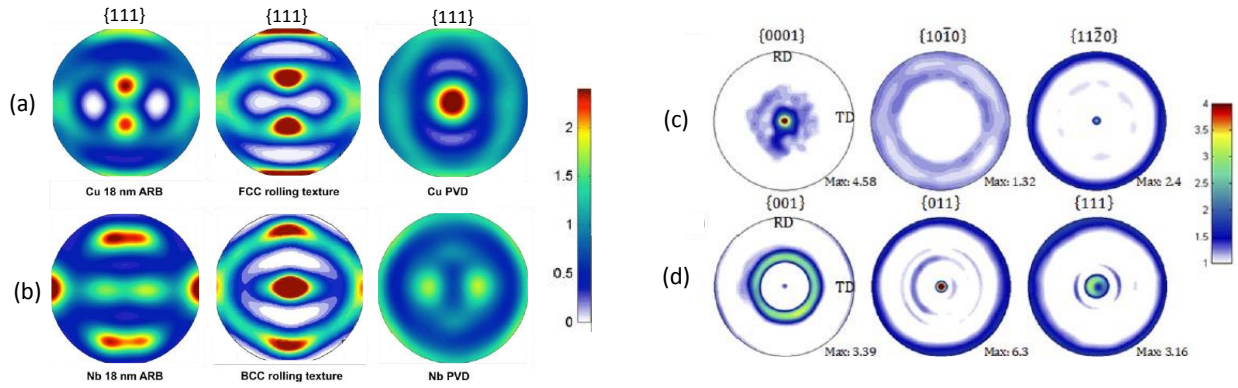 {111} {111} {111}
(a)
Cu 18 nm ARB FCC rolling texture Cu PVD
(b)
Nb 18 nm ARB BCC rolling texture Nb PVD
2
1.5
1
0.5
0
(c)
{0001} {101̄0} {112̄0}
RD
TD
Max: 4.58 Max: 1.32 Max: 2.4
(d)
{001} {011} {111}
RD
TD
Max: 3.39 Max: 6.3 Max: 3.16
4
3.5
3
2.5
2
1.5
1